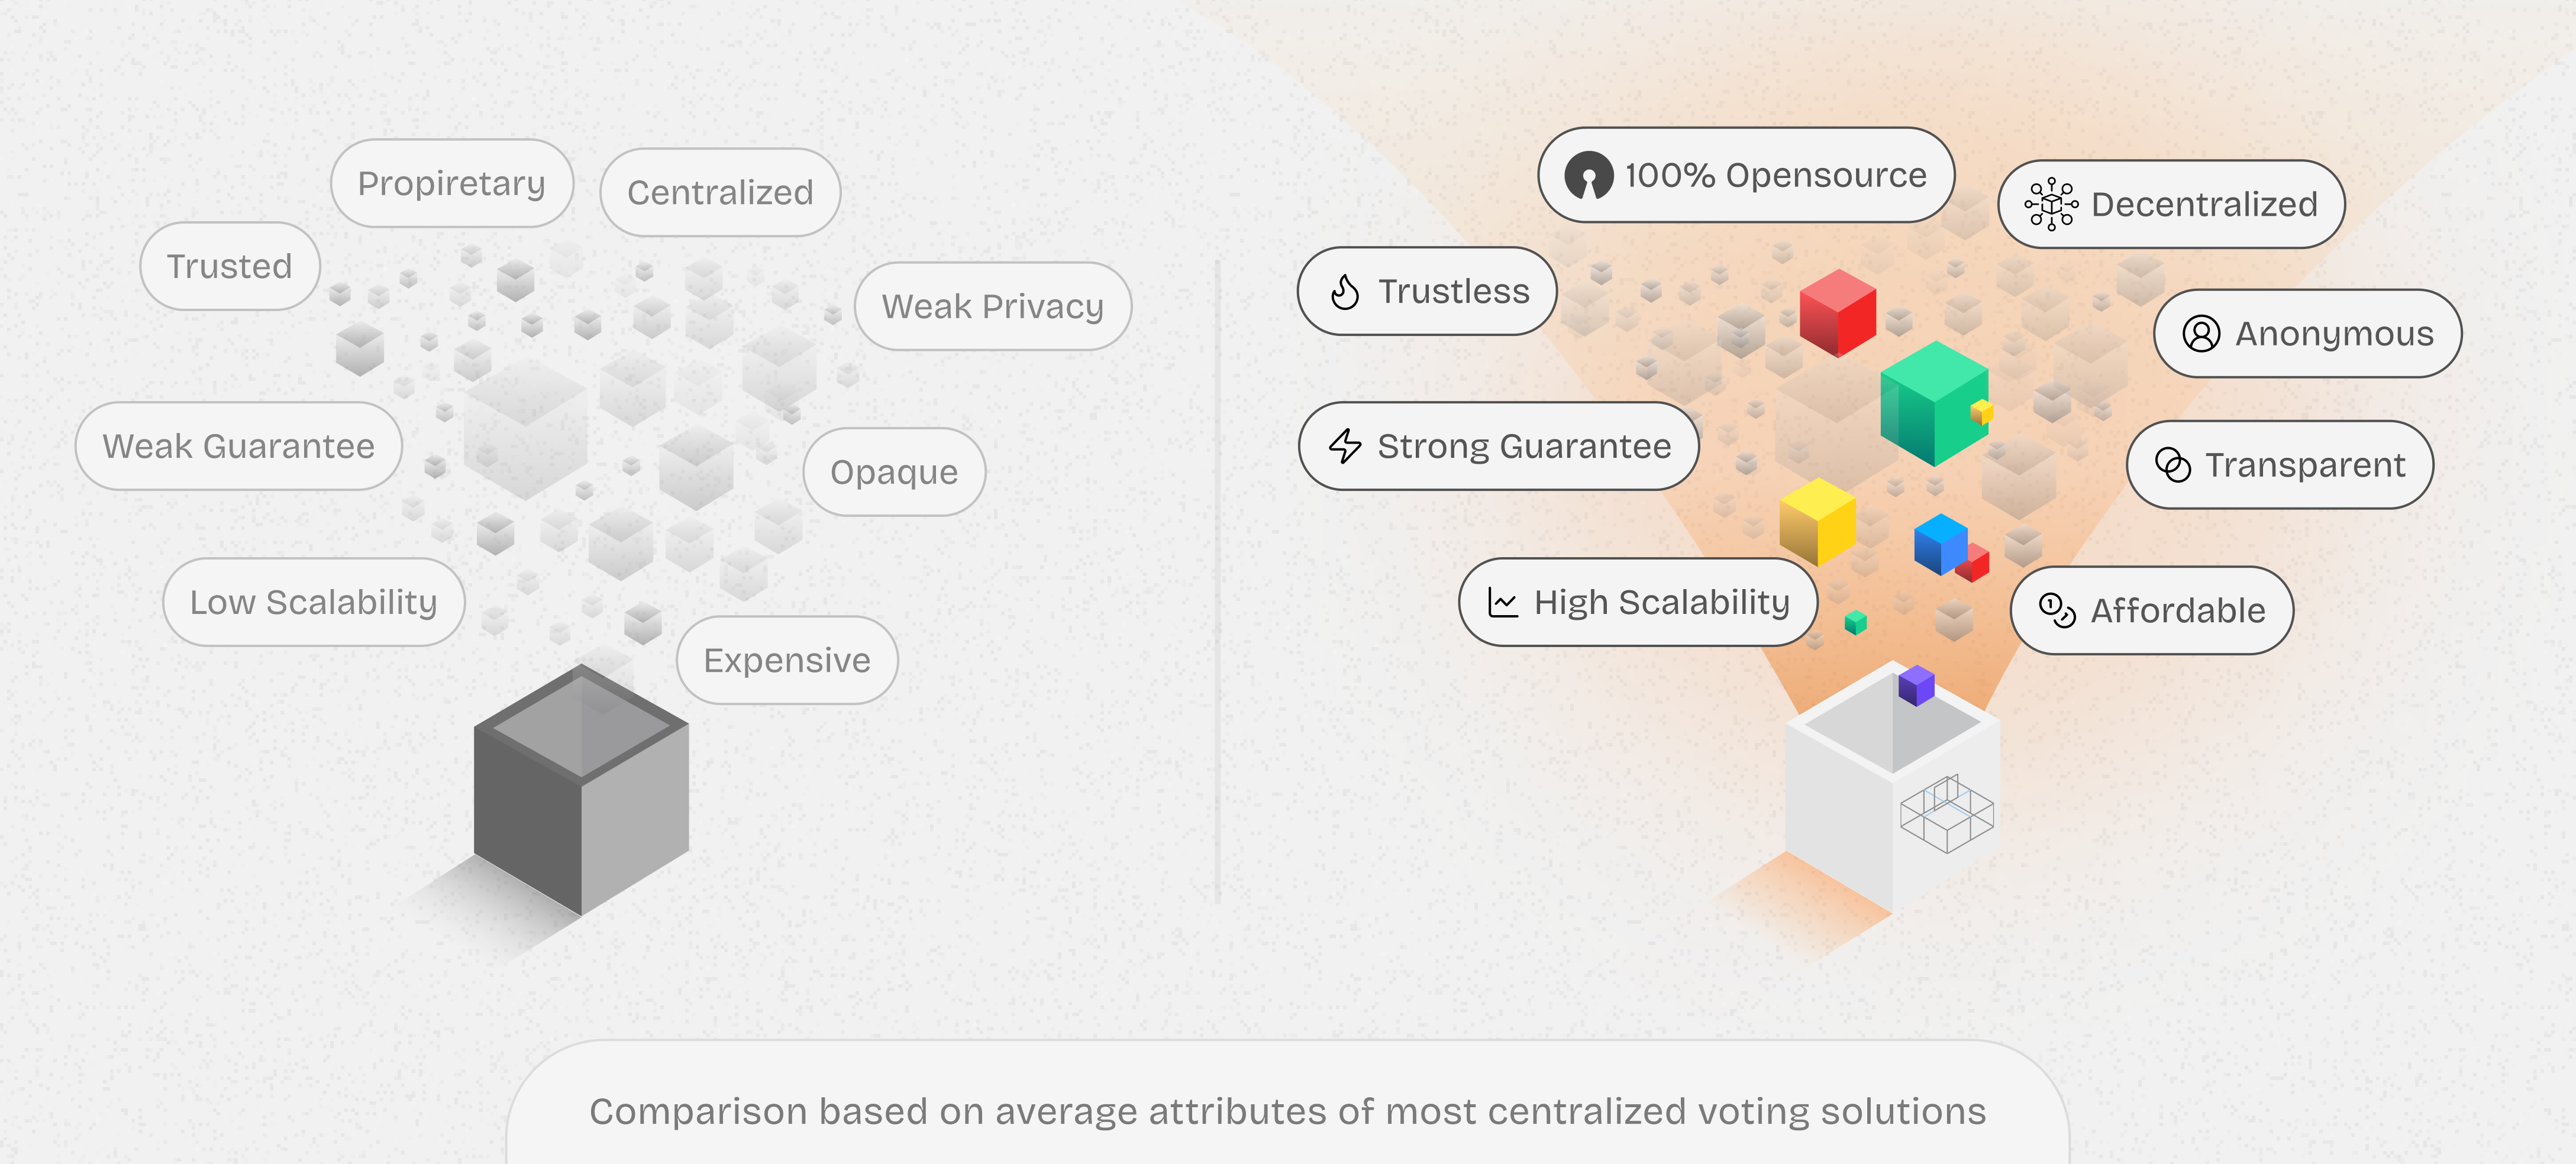 Propiretary
Centralized
Trusted
Weak Privacy
Weak Guarantee
Opaque
Low Scalability
Expensive
100% Opensource
Decentralized
Trustless
Anonymous
Strong Guarantee
Transparent
High Scalability
Affordable
Comparison based on average attributes of most centralized voting solutions